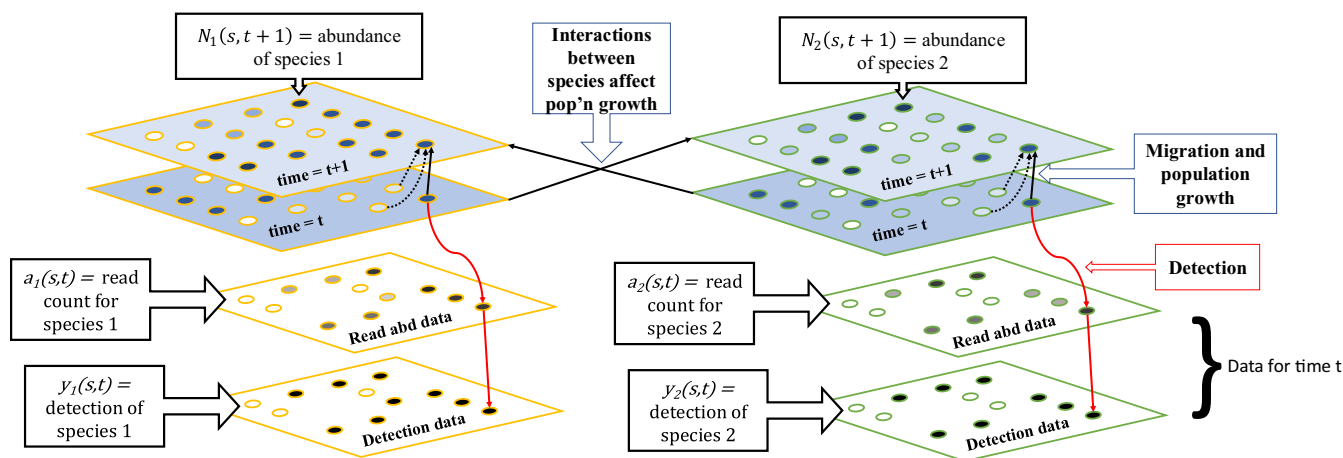 N₁(s, t + 1) = abundance
of species 1
Interactions
between
species affect
pop'n growth
N₂(s, t + 1) = abundance
of species 2
time = t+1
time = t
time = t+1
time = t
Migration and
population
growth
a₁(s,t) = read
count for
species 1
Read abd data
a₂(s,t) = read
count for
species 2
Read abd data
Detection
y₁(s,t) =
detection of
species 1
Detection data
y₂(s,t) =
detection of
species 2
Detection data
} Data for time t